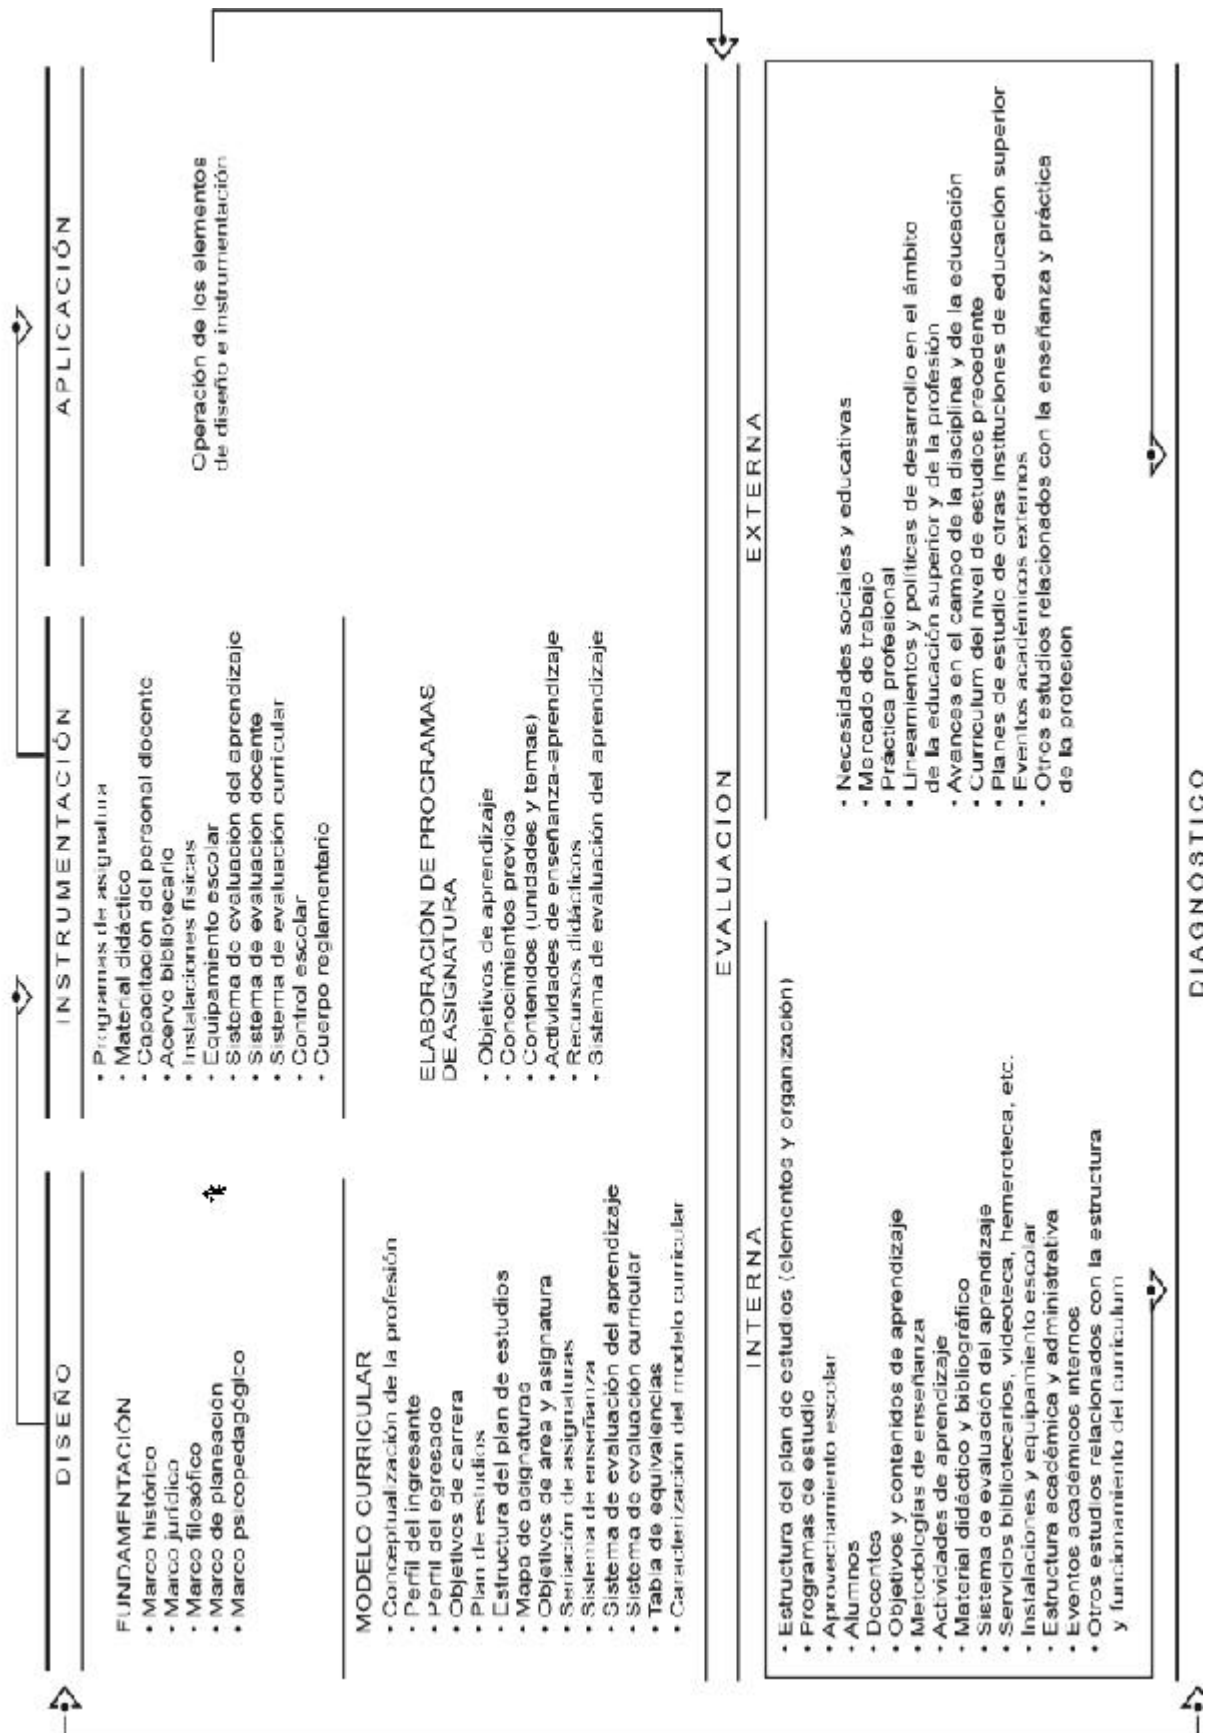 DISEÑO
FUNDAMENTACIÓN
• Marco histórico
• Marco jurídico
• Marco filosófico
• Marco de planeación
• Marco psicopedagógico
MODELO CURRICULAR
• Conceptualización de la profesión
• Perfil del ingresante
• Perfil del egresado
• Objetivos de carrera
• Plan de estudios
• Estructura del plan de estudios
• Mapa de asignaturas
• Objetivos de área y asignatura
• Seriación de asignaturas
• Sistema de enseñanza
• Sistema de evaluación del aprendizaje
• Sistema de evaluación curricular
• Tabla de equivalencias
• Caracterización del modelo curricular
INSTRUMENTACIÓN
• Programas de asignatura
• Material didáctico
• Capacitación del personal docente
• Acervo bibliotecario
• Instalaciones físicas
• Equipamiento escolar
• Sistema de evaluación del aprendizaje
• Sistema de evaluación docente
• Sistema de evaluación curricular
• Control escolar
• Cuerpo reglamentario
ELABORACIÓN DE PROGRAMAS
DE ASIGNATURA
• Objetivos de aprendizaje
• Conocimientos previos
• Contenidos (unidades y temas)
• Actividades de enseñanza-aprendizaje
• Recursos didácticos
• Sistema de evaluación del aprendizaje
APLICACIÓN
Operación de los elementos
de diseño e instrumentación
EVALUACION
INTERNA
• Estructura del plan de estudios (elementos y organización)
• Programas de estudio
• Aprovechamiento escolar
• Alumnos
• Docentes
• Objetivos y contenidos de aprendizaje
• Metodologías de enseñanza
• Actividades de aprendizaje
• Material didáctico y bibliográfico
• Sistema de evaluación del aprendizaje
• Servicios bibliotecarios, videoteca, hemeroteca, etc.
• Instalaciones y equipamiento escolar
• Estructura académica y administrativa
• Eventos académicos internos
• Otros estudios relacionados con la estructura
y funcionamiento del curriculum
EXTERNA
• Necesidades sociales y educativas
• Mercado de trabajo
• Práctica profesional
• Lineamientos y políticas de desarrollo en el ámbito
de la educación superior y de la profesión
• Avances en el campo de la disciplina y de la educación
• Curriculum del nivel de estudios precedente
• Planes de estudio de otras instituciones de educación superior
• Eventos académicos externos
• Otros estudios relacionados con la enseñanza y práctica
de la profesión
DIAGNÓSTICO